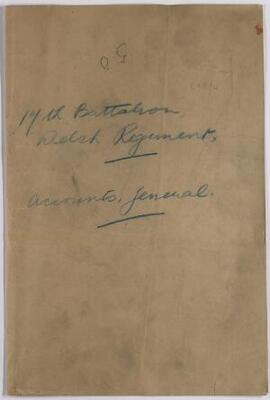 17th Battalion,
Welsh Regiment,
Accounts, General.